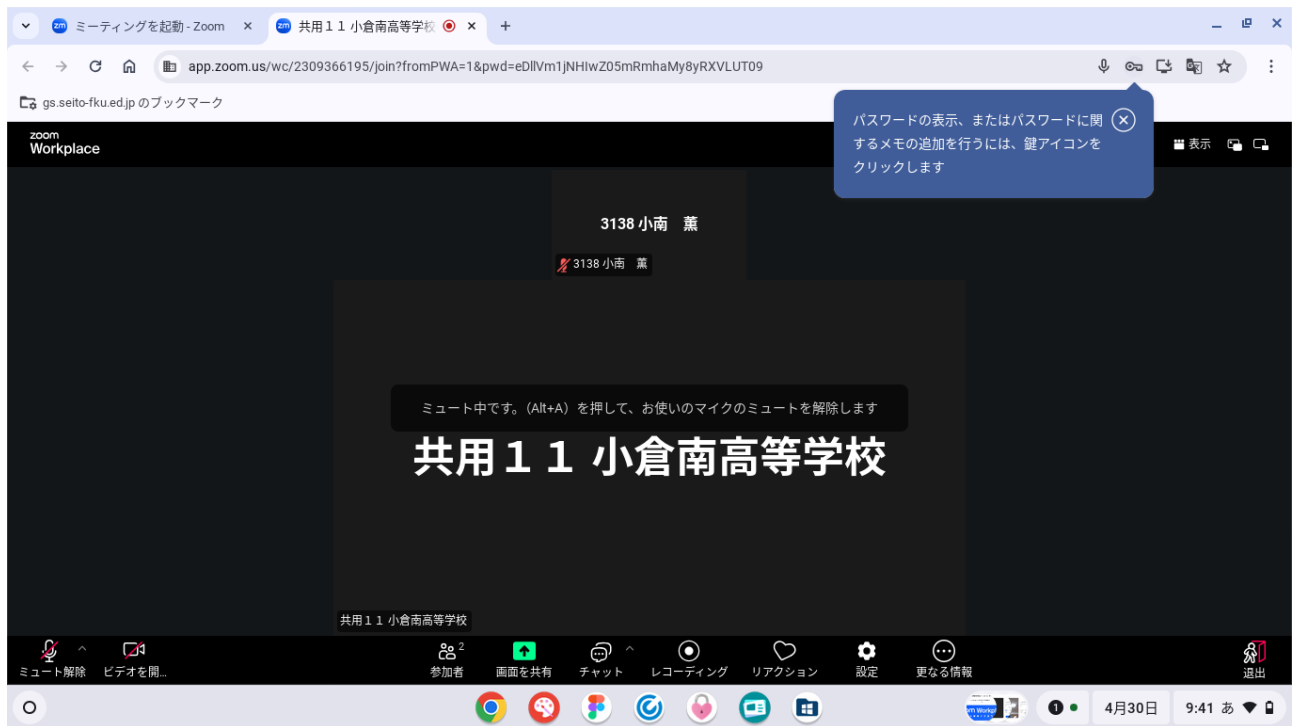 ミーティングを起動 - Zoom
共用１１ 小倉南高等学校
app.zoom.us/wc/2309366195/join?fromPWA=1&pwd=eDllVm1jNHIwZ05mRmhaMy8yRXVLUT09
gs.seito-fku.ed.jp のブックマーク
パスワードの表示、またはパスワードに関
するメモの追加を行うには、鍵アイコンを
クリックします
zoom
Workplace
表示
3138 小南　薫
3138 小南　薫
ミュート中です。（Alt+A）を押して、お使いのマイクのミュートを解除します
共用１１ 小倉南高等学校
共用１１ 小倉南高等学校
ミュート解除
ビデオを開...
2
参加者
画面を共有
チャット
レコーディング
リアクション
設定
更なる情報
退出
1
4月30日
9:41
あ